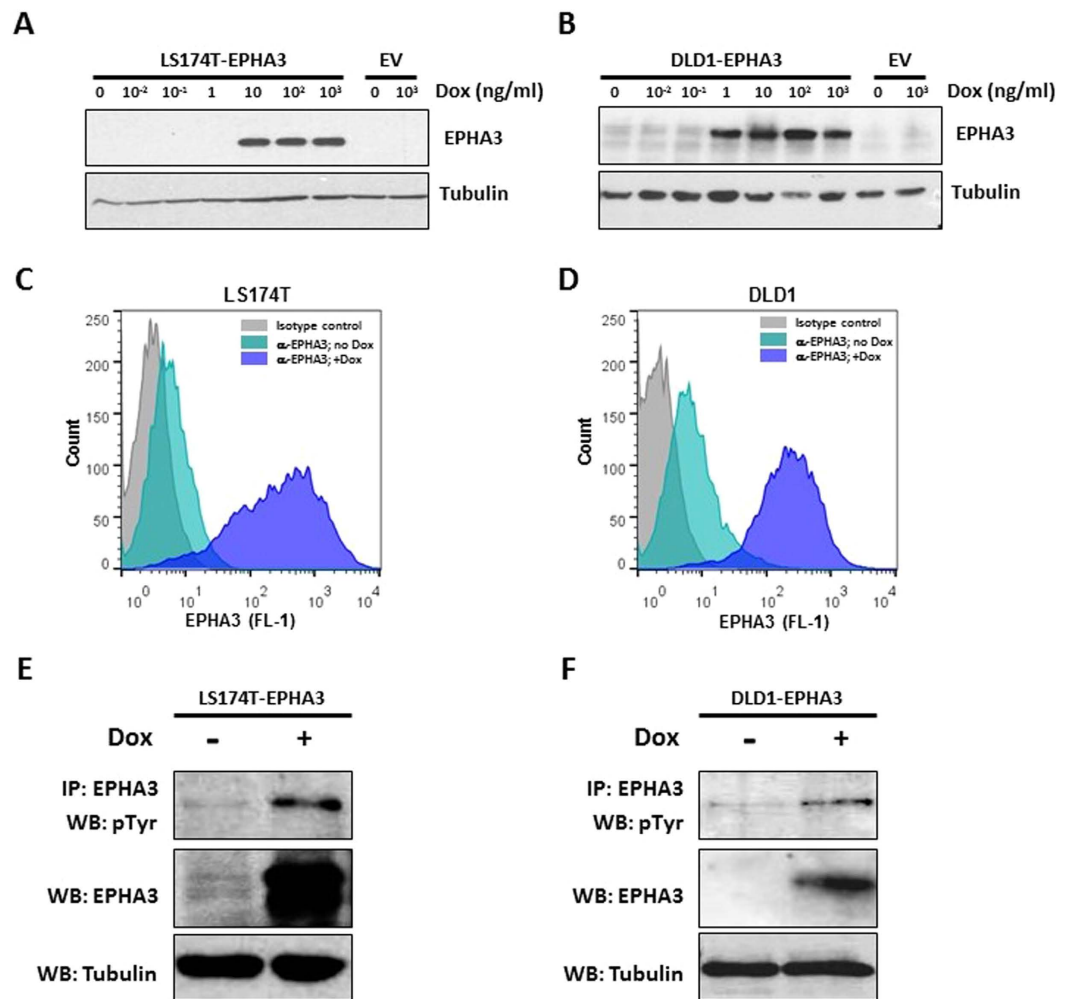 A
LS174T-EPHA3 EV
0 10⁻² 10⁻¹ 1 10 10² 10³ 0 10³ Dox (ng/ml)
EPHA3
Tubulin
B
DLD1-EPHA3 EV
0 10⁻² 10⁻¹ 1 10 10² 10³ 0 10³ Dox (ng/ml)
EPHA3
Tubulin
C
LS174T
250
200
150
100
50
0
Count
Isotype control
α-EPHA3; no Dox
α-EPHA3; +Dox
10⁰ 10¹ 10² 10³ 10⁴
EPHA3 (FL-1)
D
DLD1
250
200
150
100
50
0
Count
Isotype control
α-EPHA3; no Dox
α-EPHA3; +Dox
10⁰ 10¹ 10² 10³ 10⁴
EPHA3 (FL-1)
E
LS174T-EPHA3
Dox - +
IP: EPHA3
WB: pTyr
WB: EPHA3
WB: Tubulin
F
DLD1-EPHA3
Dox - +
IP: EPHA3
WB: pTyr
WB: EPHA3
WB: Tubulin